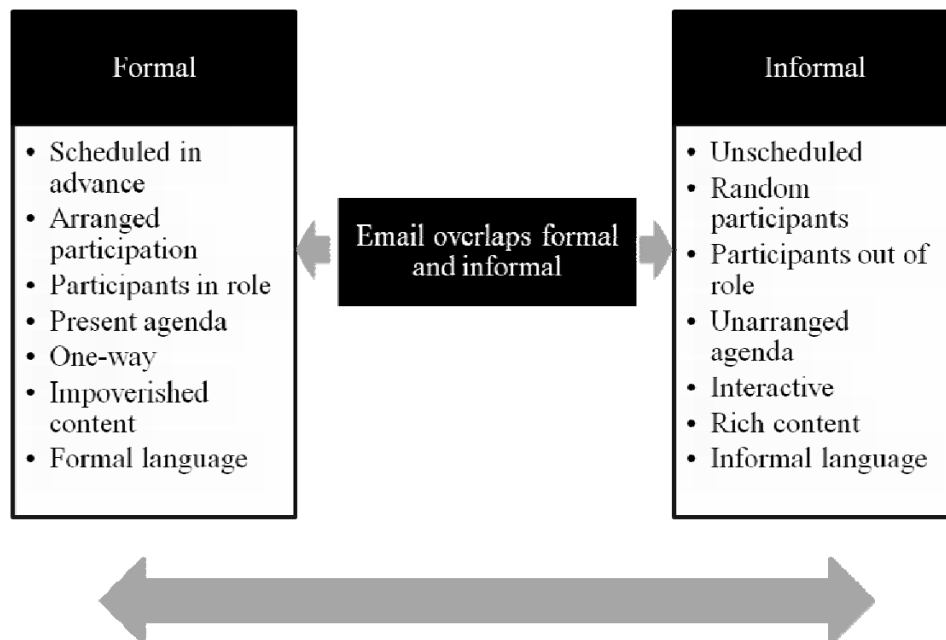 Formal
• Scheduled in
advance
• Arranged
participation
• Participants in role
• Present agenda
• One-way
• Impoverished
content
• Formal language
Email overlaps formal
and informal
Informal
• Unscheduled
• Random
participants
• Participants out of
role
• Unarranged
agenda
• Interactive
• Rich content
• Informal language